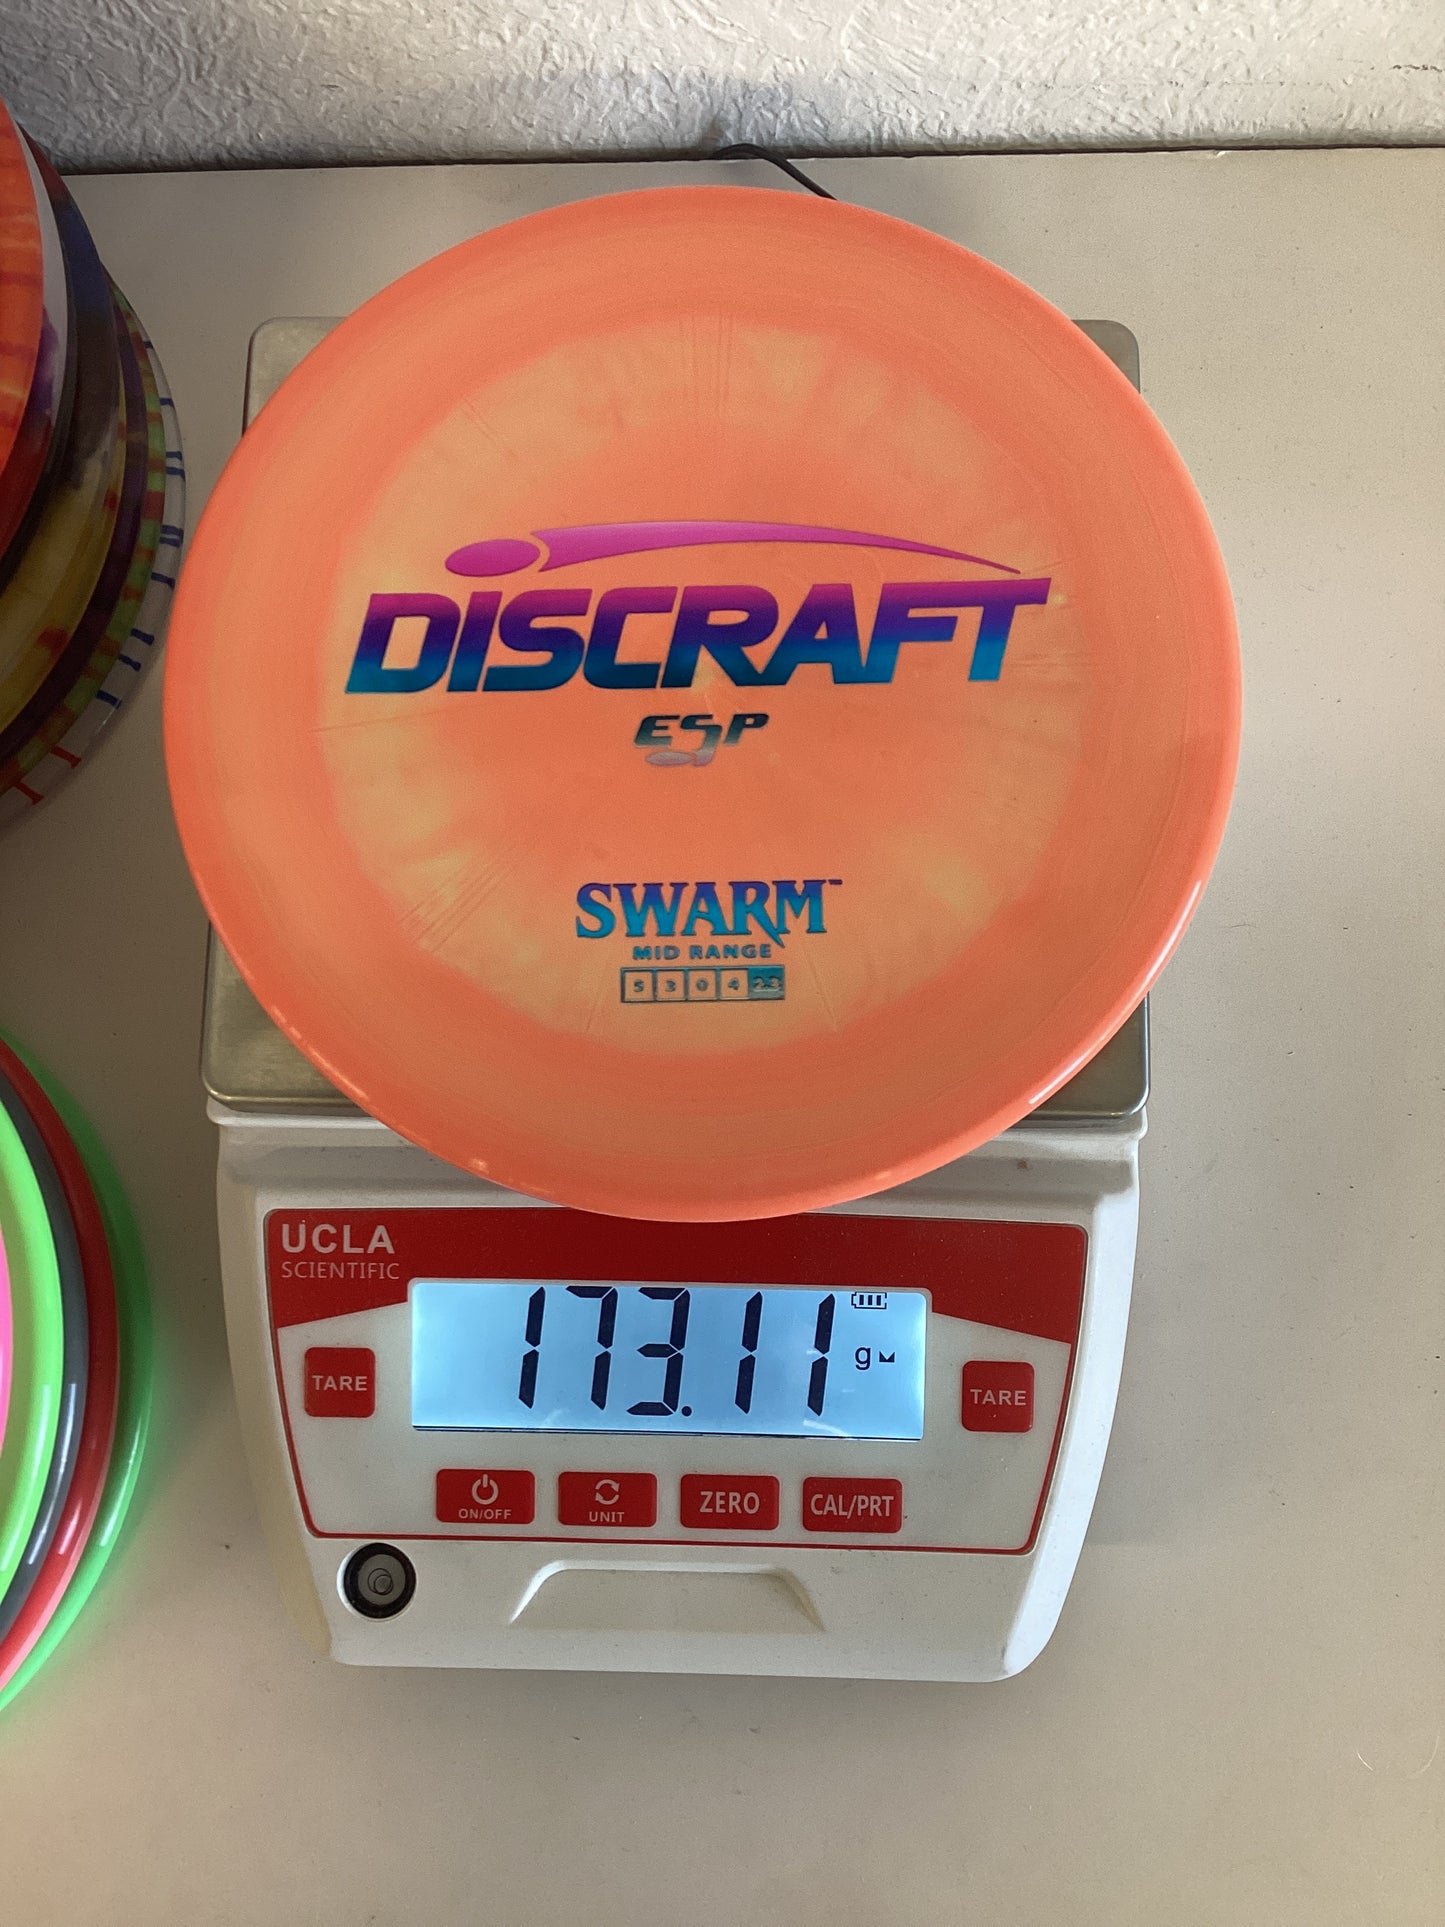 DISCRAFT
ESP
SWARM™
MID RANGE
5 3 0 4 2.3
UCLA
SCIENTIFIC
173.11 g
TARE
TARE
ON/OFF
UNIT
ZERO
CAL/PRT